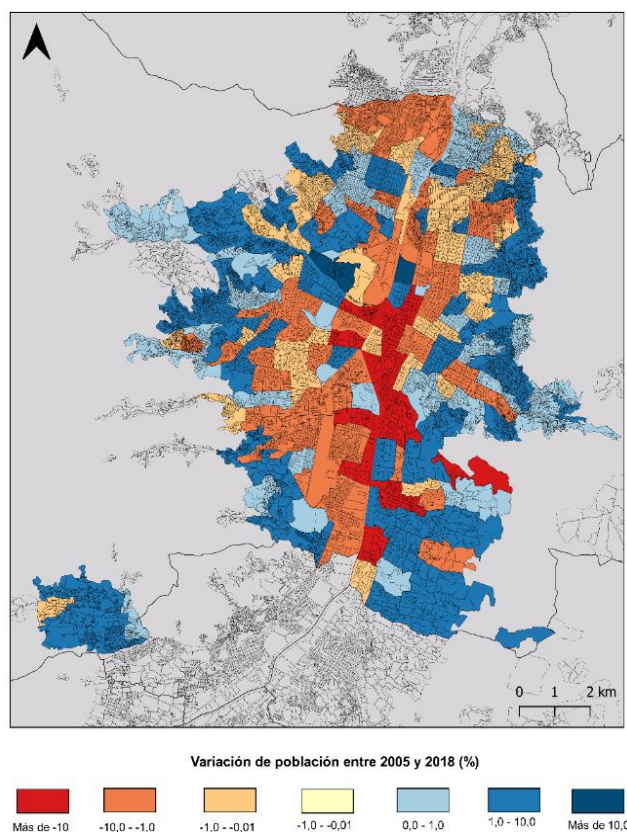 0 1 2 km
Variación de población entre 2005 y 2018 (%)
Más de -10 -10,0 - -1,0 -1,0 - -0,01 -1,0 - -0,01 0,0 - 1,0 1,0 - 10,0 Más de 10,0